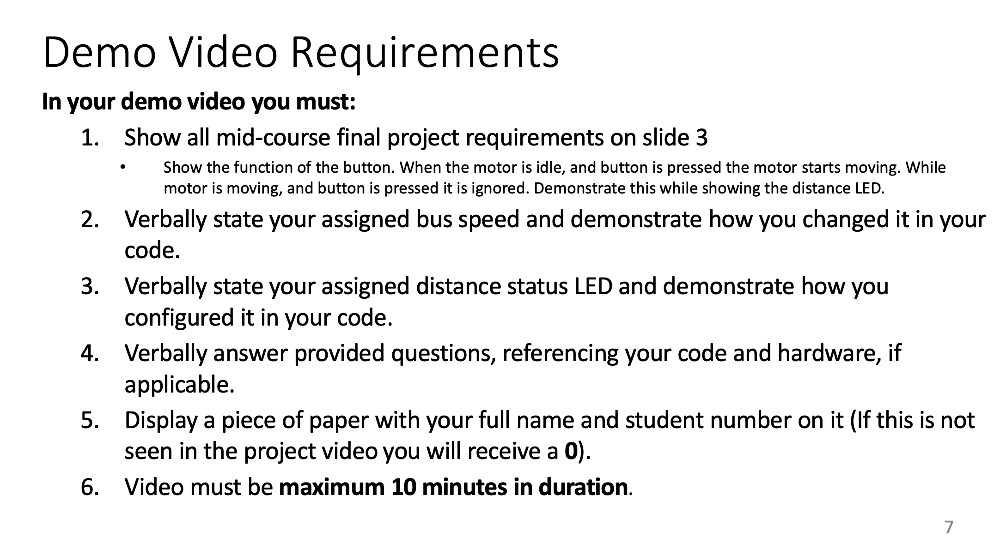 Demo Video Requirements
In your demo video you must:
1. Show all mid-course final project requirements on slide 3
• Show the function of the button. When the motor is idle, and button is pressed the motor starts moving. While
motor is moving, and button is pressed it is ignored. Demonstrate this while showing the distance LED.
2. Verbally state your assigned bus speed and demonstrate how you changed it in your
code.
3. Verbally state your assigned distance status LED and demonstrate how you
configured it in your code.
4. Verbally answer provided questions, referencing your code and hardware, if
applicable.
5. Display a piece of paper with your full name and student number on it (If this is not
seen in the project video you will receive a 0).
6. Video must be maximum 10 minutes in duration.
7